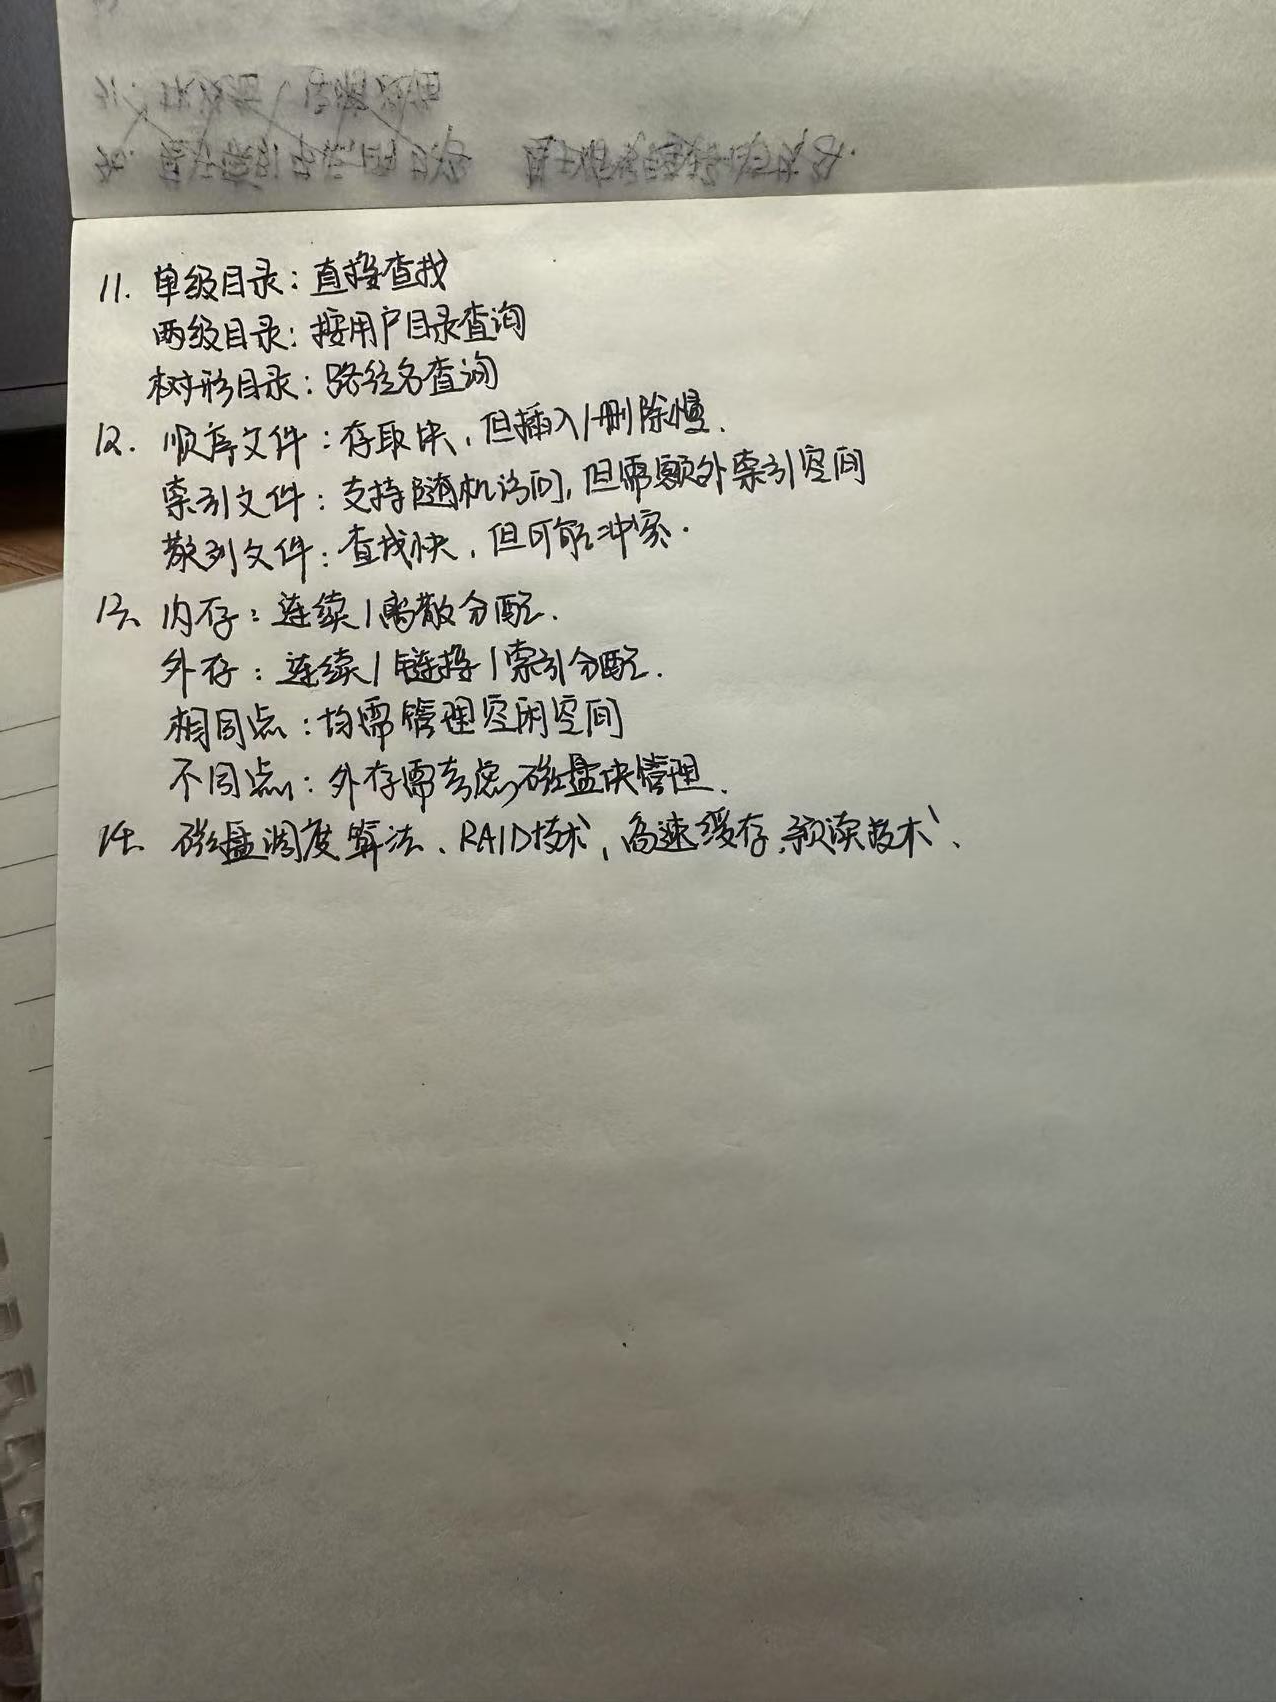 11. 单级目录：直接查找
两级目录：按用户目录查询
树形目录：路径名查询
12. 顺序文件：存取快，但插入/删除慢.
索引文件：支持随机访问，但需额外索引空间
散列文件：查找快，但可能冲突.
13、内存：连续/离散分配.
外存：连续/链接/索引分配.
相同点：均需管理空闲空间
不同点：外存需考虑磁盘块管理.
14、磁盘调度算法、RAID技术，高速缓存、预读技术、